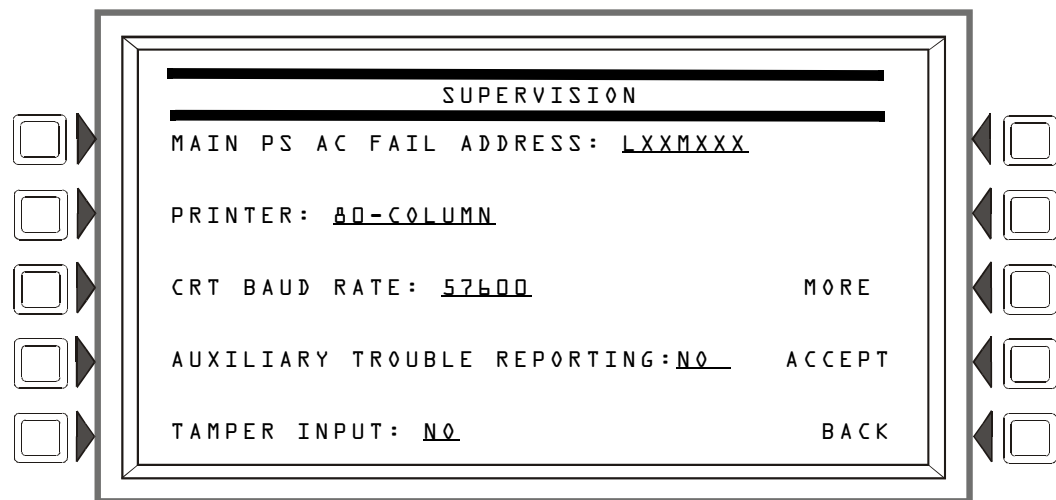 SUPERVISION
MAIN PS AC FAIL ADDRESS: LXXMXXX
PRINTER: 80-COLUMN
CRT BAUD RATE: 57600 MORE
AUXILIARY TROUBLE REPORTING:NO ACCEPT
TAMPER INPUT: NO BACK